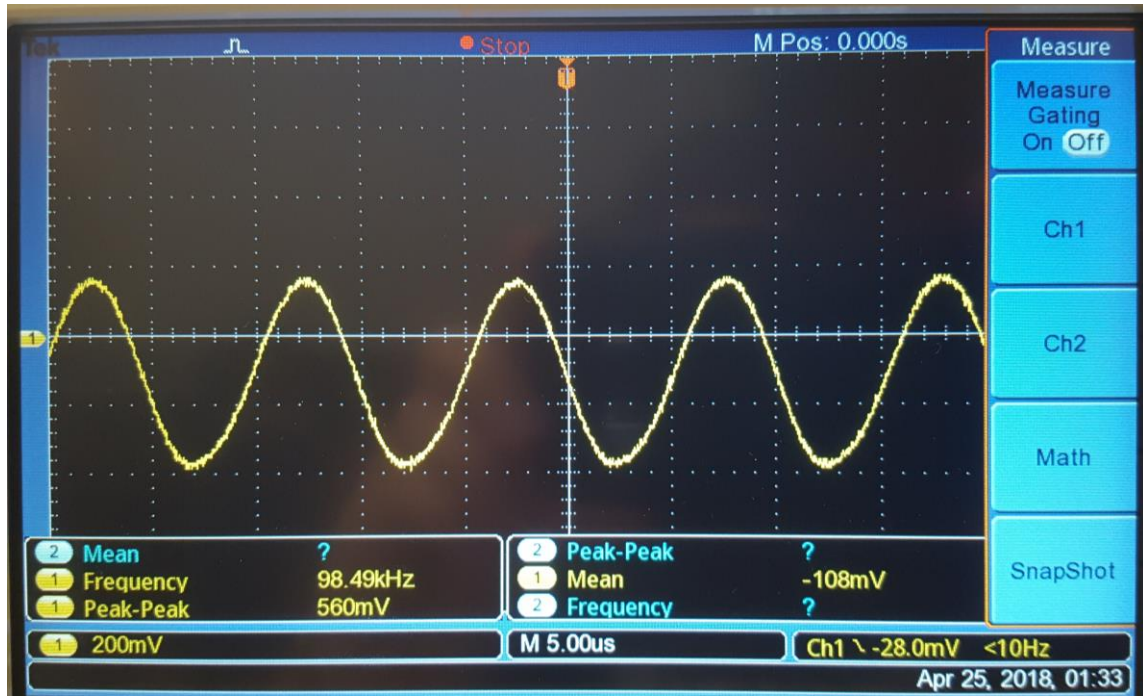 Tek Stop M Pos: 0.000s
Measure
Measure
Gating
On Off
T
Ch1
1
Ch2
Math
SnapShot
2 Mean ?
1 Frequency 98.49kHz
1 Peak-Peak 560mV
2 Peak-Peak ?
1 Mean -108mV
2 Frequency ?
1 200mV M 5.00us Ch1 \ -28.0mV <10Hz
Apr 25, 2018, 01:33